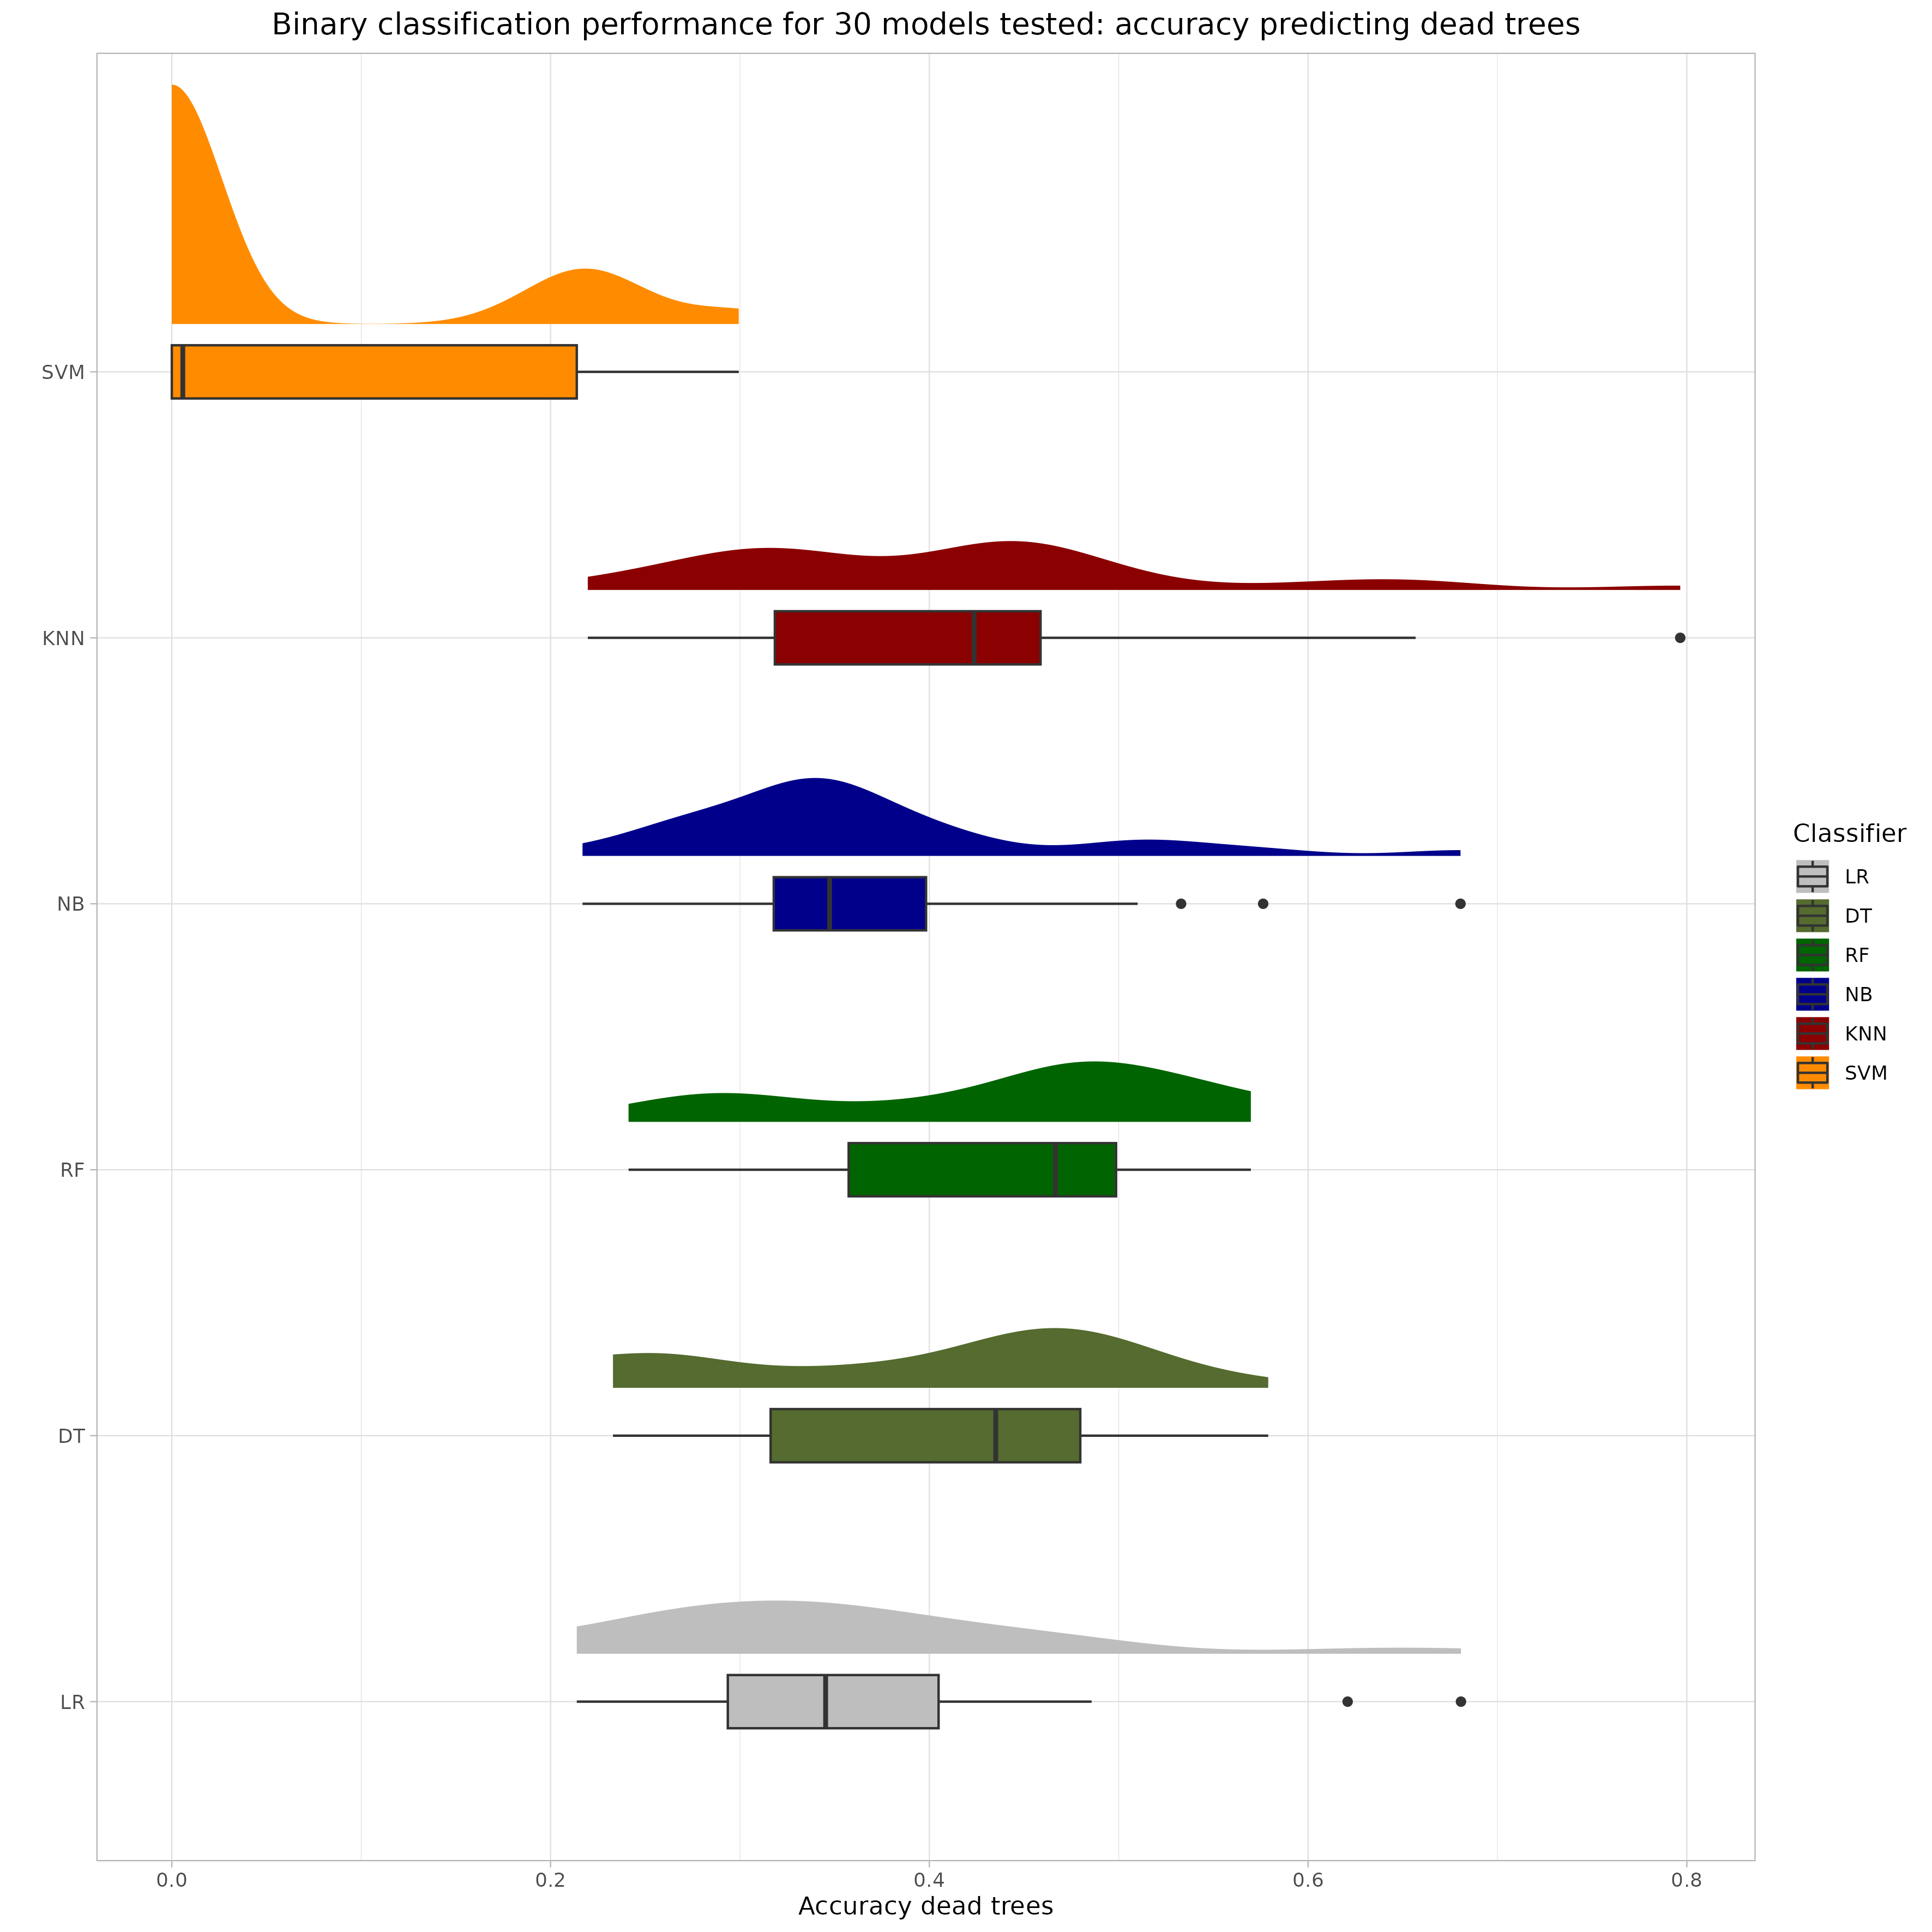 Binary classification performance for 30 models tested: accuracy predicting dead trees
SVM
KNN
NB
RF
DT
LR
0.0
0.2
0.4
0.6
0.8
Accuracy dead trees
Classifier
LR
DT
RF
NB
KNN
SVM